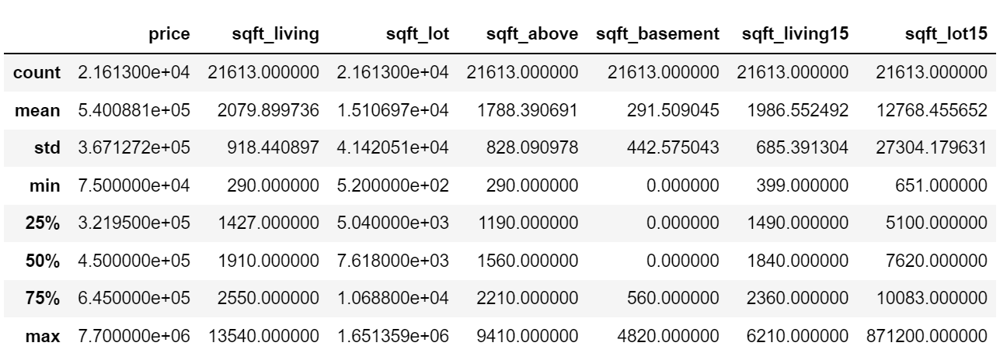 price sqft_living sqft_lot sqft_above sqft_basement sqft_living15 sqft_lot15
count 2.161300e+04 21613.000000 2.161300e+04 21613.000000 21613.000000 21613.000000 21613.000000
mean 5.400881e+05 2079.899736 1.510697e+04 1788.390691 291.509045 1986.552492 12768.455652
std 3.671272e+05 918.440897 4.142051e+04 828.090978 442.575043 685.391304 27304.179631
min 7.500000e+04 290.000000 5.200000e+02 290.000000 0.000000 399.000000 651.000000
25% 3.219500e+05 1427.000000 5.040000e+03 1190.000000 0.000000 1490.000000 5100.000000
50% 4.500000e+05 1910.000000 7.618000e+03 1560.000000 0.000000 1840.000000 7620.000000
75% 6.450000e+05 2550.000000 1.068800e+04 2210.000000 560.000000 2360.000000 10083.000000
max 7.700000e+06 13540.000000 1.651359e+06 9410.000000 4820.000000 6210.000000 871200.000000